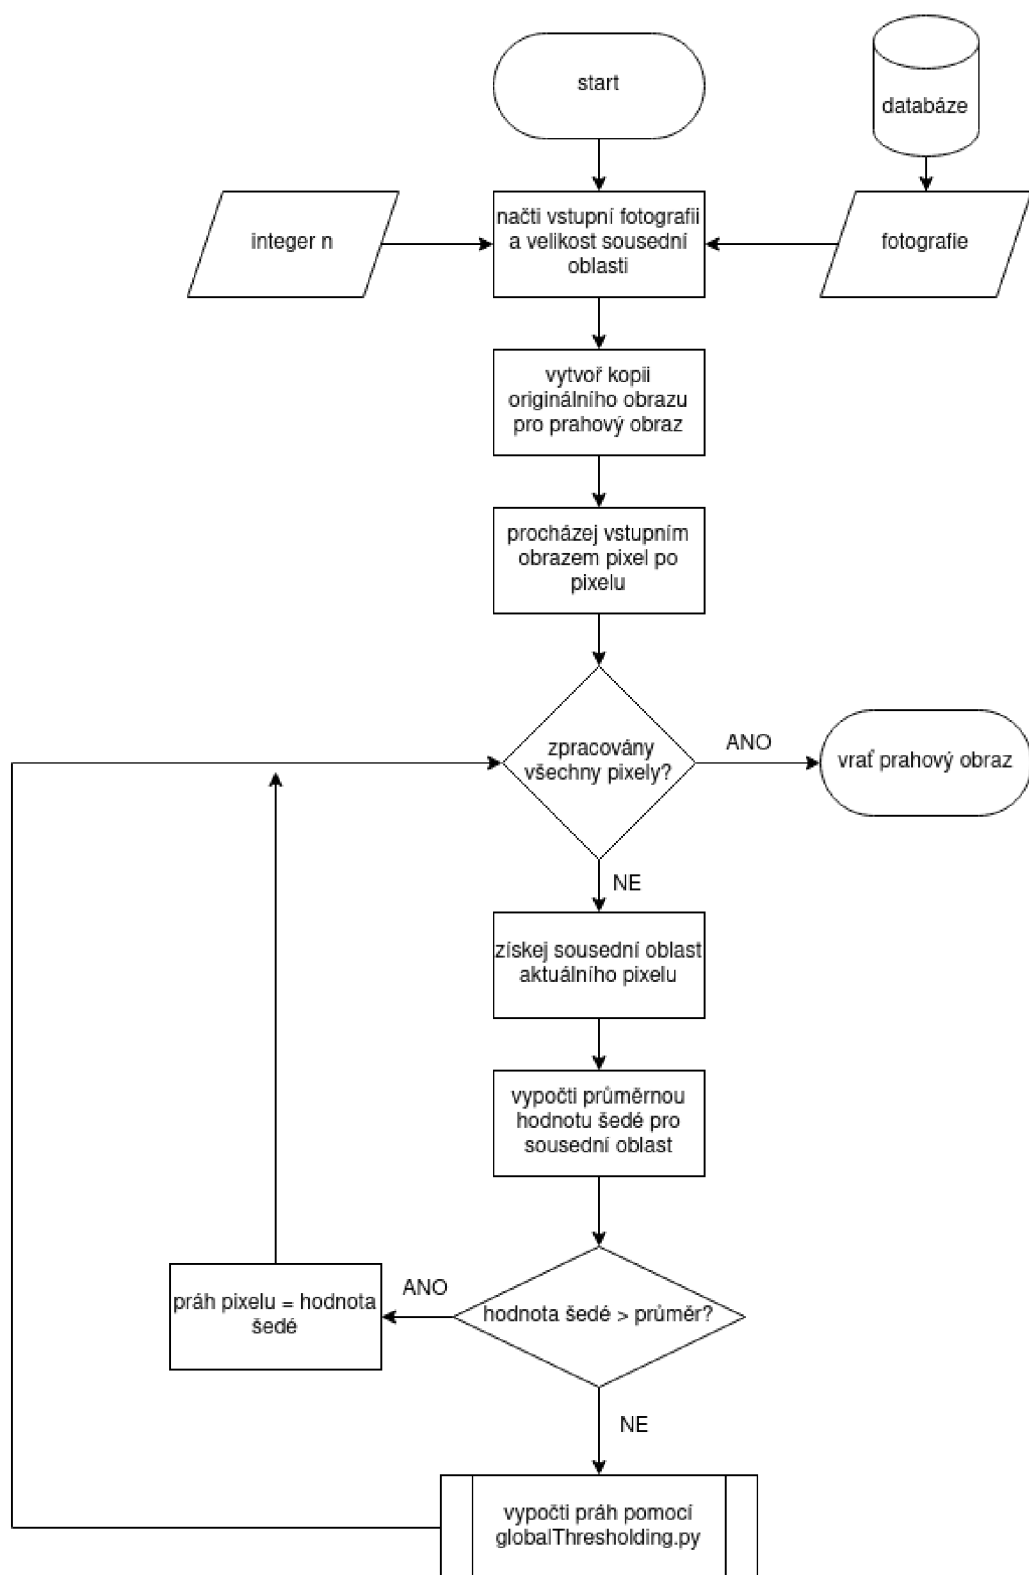 start
databáze
integer n
načti vstupní fotografii
a velikost sousední
oblasti
fotografie
vytvoř kopii
originálního obrazu
pro prahový obraz
procházej vstupním
obrazem pixel po
pixelu
zpracovány
všechny pixely?
ANO
vrať prahový obraz
NE
získej sousední oblast
aktuálního pixelu
vypočti průměrnou
hodnotu šedé pro
sousední oblast
práh pixelu = hodnota
šedé
ANO
hodnota šedé > průměr?
NE
vypočti práh pomocí
globalThresholding.py